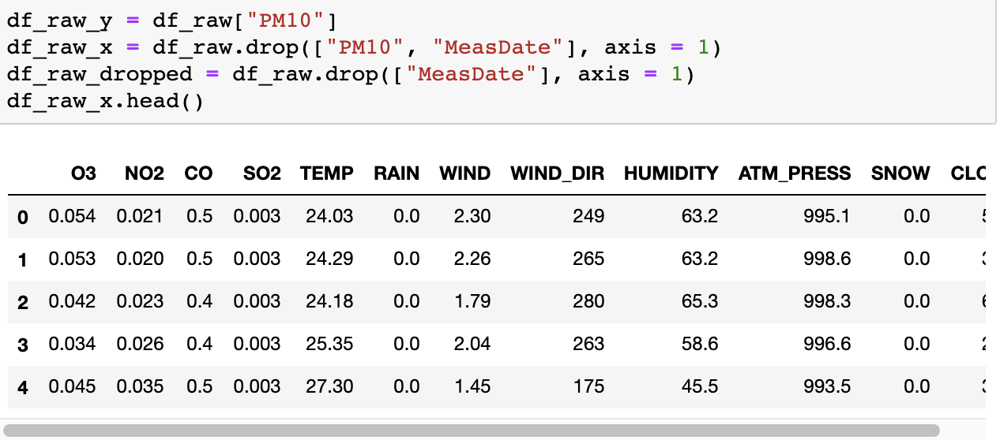 df_raw_y = df_raw["PM10"]
df_raw_x = df_raw.drop(["PM10", "MeasDate"], axis = 1)
df_raw_dropped = df_raw.drop(["MeasDate"], axis = 1)
df_raw_x.head()
O3 NO2 CO SO2 TEMP RAIN WIND WIND_DIR HUMIDITY ATM_PRESS SNOW
0 0.054 0.021 0.5 0.003 24.03 0.0 2.30 249 63.2 995.1 0.0
1 0.053 0.020 0.5 0.003 24.29 0.0 2.26 265 63.2 998.6 0.0
2 0.042 0.023 0.4 0.003 24.18 0.0 1.79 280 65.3 998.3 0.0
3 0.034 0.026 0.4 0.003 25.35 0.0 2.04 263 58.6 996.6 0.0
4 0.045 0.035 0.5 0.003 27.30 0.0 1.45 175 45.5 993.5 0.0